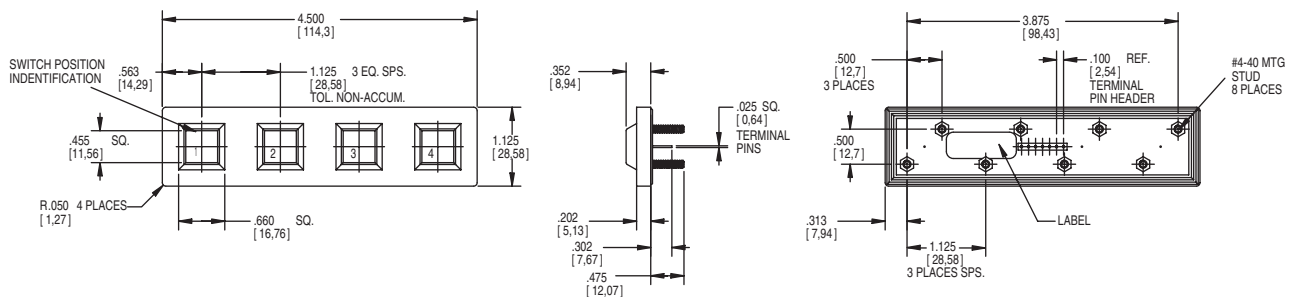 4.500
[ 114,3 ]
SWITCH POSITION
INDENTIFICATION
.563
[ 14,29 ]
1.125 3 EQ. SPS.
[ 28,58 ]
TOL. NON-ACCUM.
.455 SQ.
[ 11,56 ]
1
2
3
4
1.125
[ 28,58 ]
R.050 4 PLACES
[ 1,27 ]
.660 SQ.
[ 16,76 ]
.352
[ 8,94 ]
.025 SQ.
[ 0,64 ]
TERMINAL
PINS
.202
[ 5,13 ]
.302
[ 7,67 ]
.475
[ 12,07 ]
3.875
[ 98,43 ]
.500
[ 12,7 ]
3 PLACES
.100 REF.
[ 2,54 ]
TERMINAL
PIN HEADER
#4-40 MTG
STUD
8 PLACES
.500
[ 12,7 ]
.313
[ 7,94 ]
LABEL
1.125
[ 28,58 ]
3 PLACES SPS.